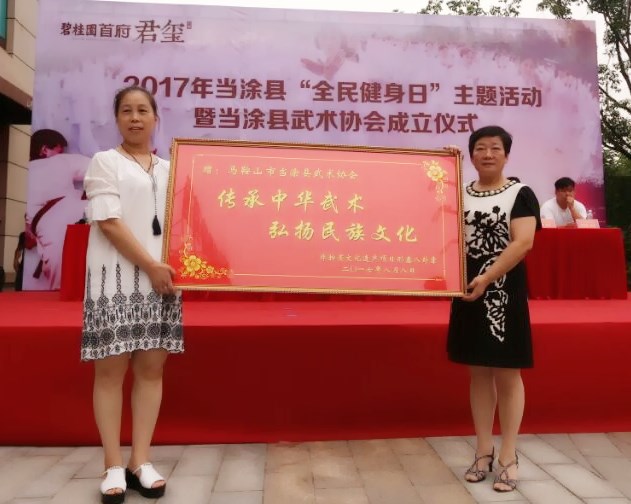 碧桂园首府 君玺
2017年当涂县“全民健身日”主题活动
暨当涂县武术协会成立仪式
赠：马鞍山市当涂县武术协会
传承中华武术
弘扬民族文化
二〇一七年八月八日